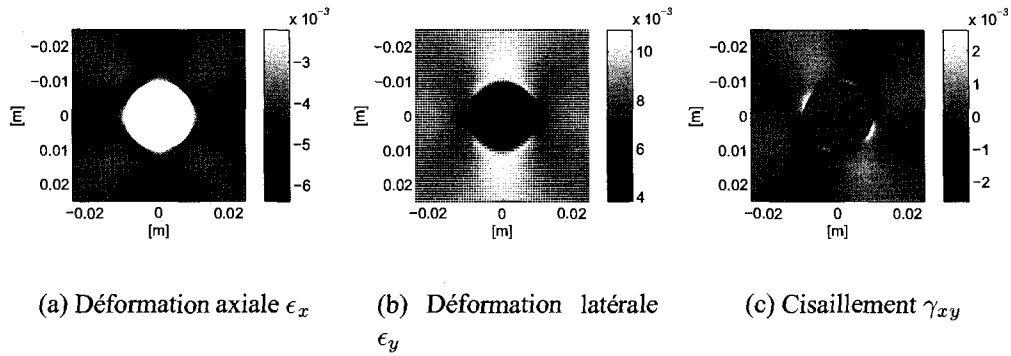 x 10⁻³
−0.02
−0.01
0
0.01
0.02
[m]
−0.02 0 0.02
[m]
−3
−4
−5
−6
x 10⁻³
−0.02
−0.01
0
0.01
0.02
[m]
−0.02 0 0.02
[m]
10
8
6
4
x 10⁻³
−0.02
−0.01
0
0.01
0.02
[m]
−0.02 0 0.02
[m]
2
1
0
−1
−2
(a) Déformation axiale ϵx
(b) Déformation latérale
ϵy
(c) Cisaillement γxy